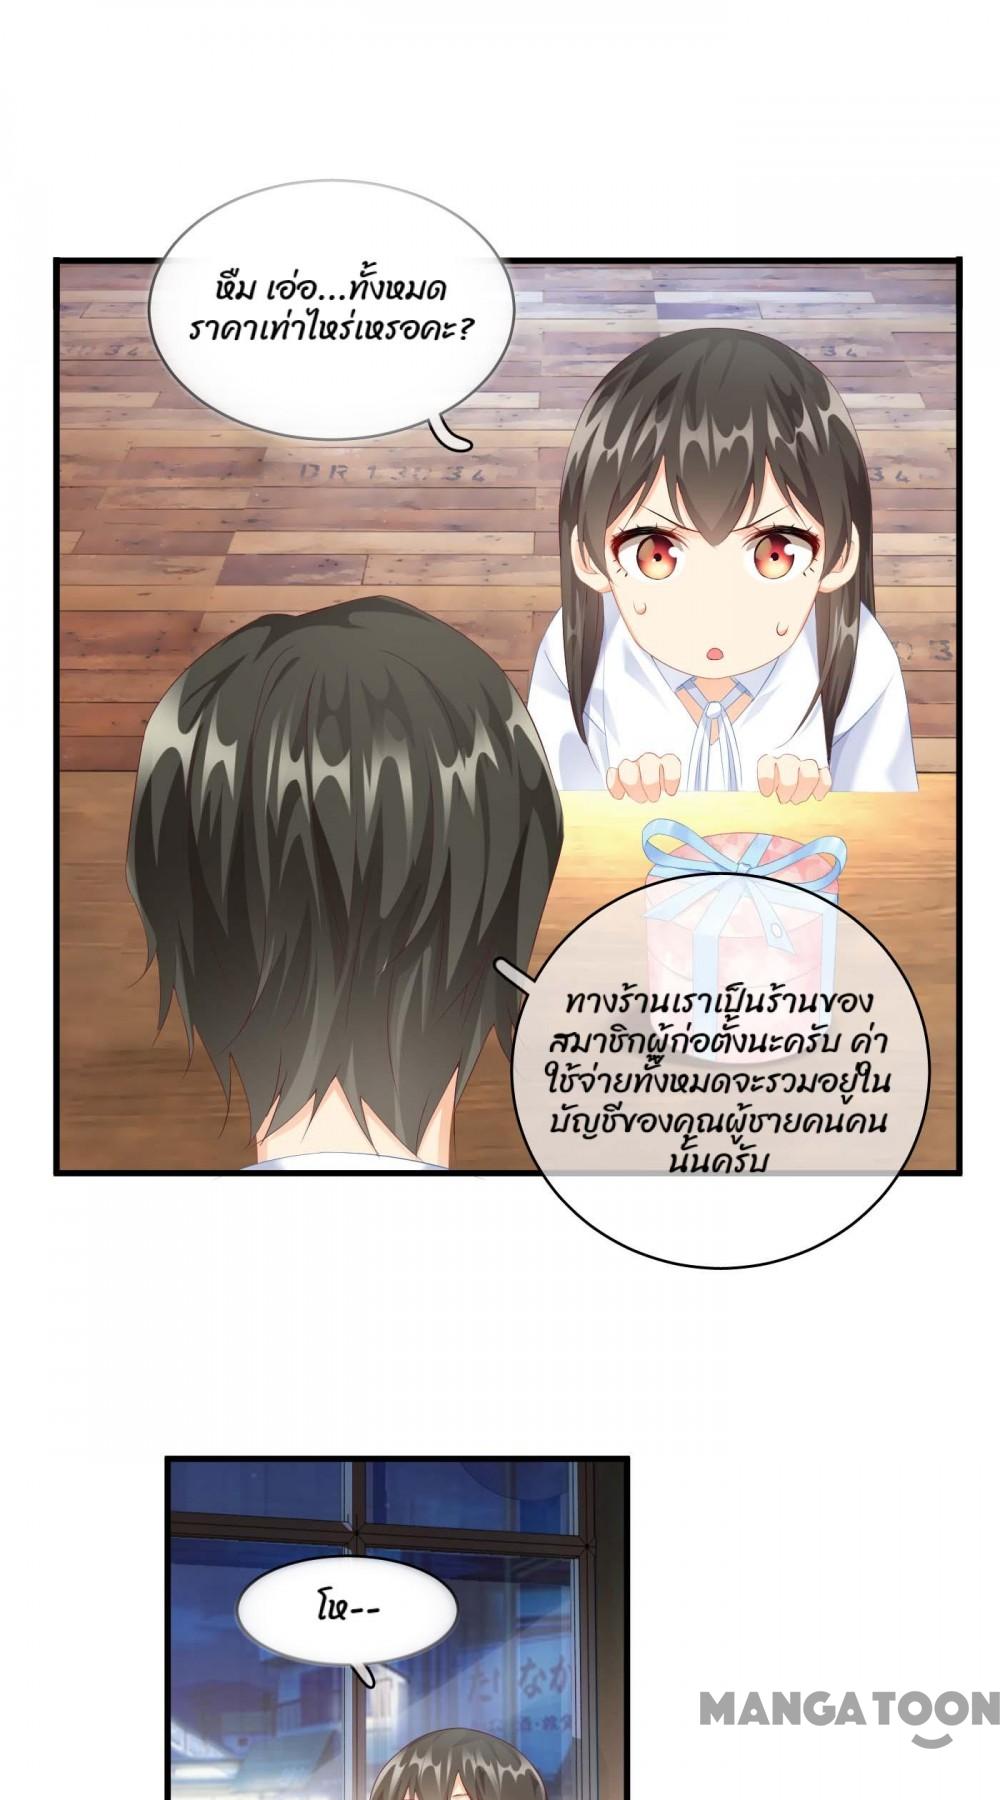 หืม เอ่อ...ทั้งหมด
ราคาเท่าไหร่เหรอคะ?
DR 1 3034
34
ทางร้านเราเป็นร้านของ
สมาชิกผู้ก่อตั้งนะครับ ค่า
ใช้จ่ายทั้งหมดจะรวมอยู่ใน
บัญชีของคุณผู้ชายคนคน
นั้นครับ
โห--
なか
MANGATOON